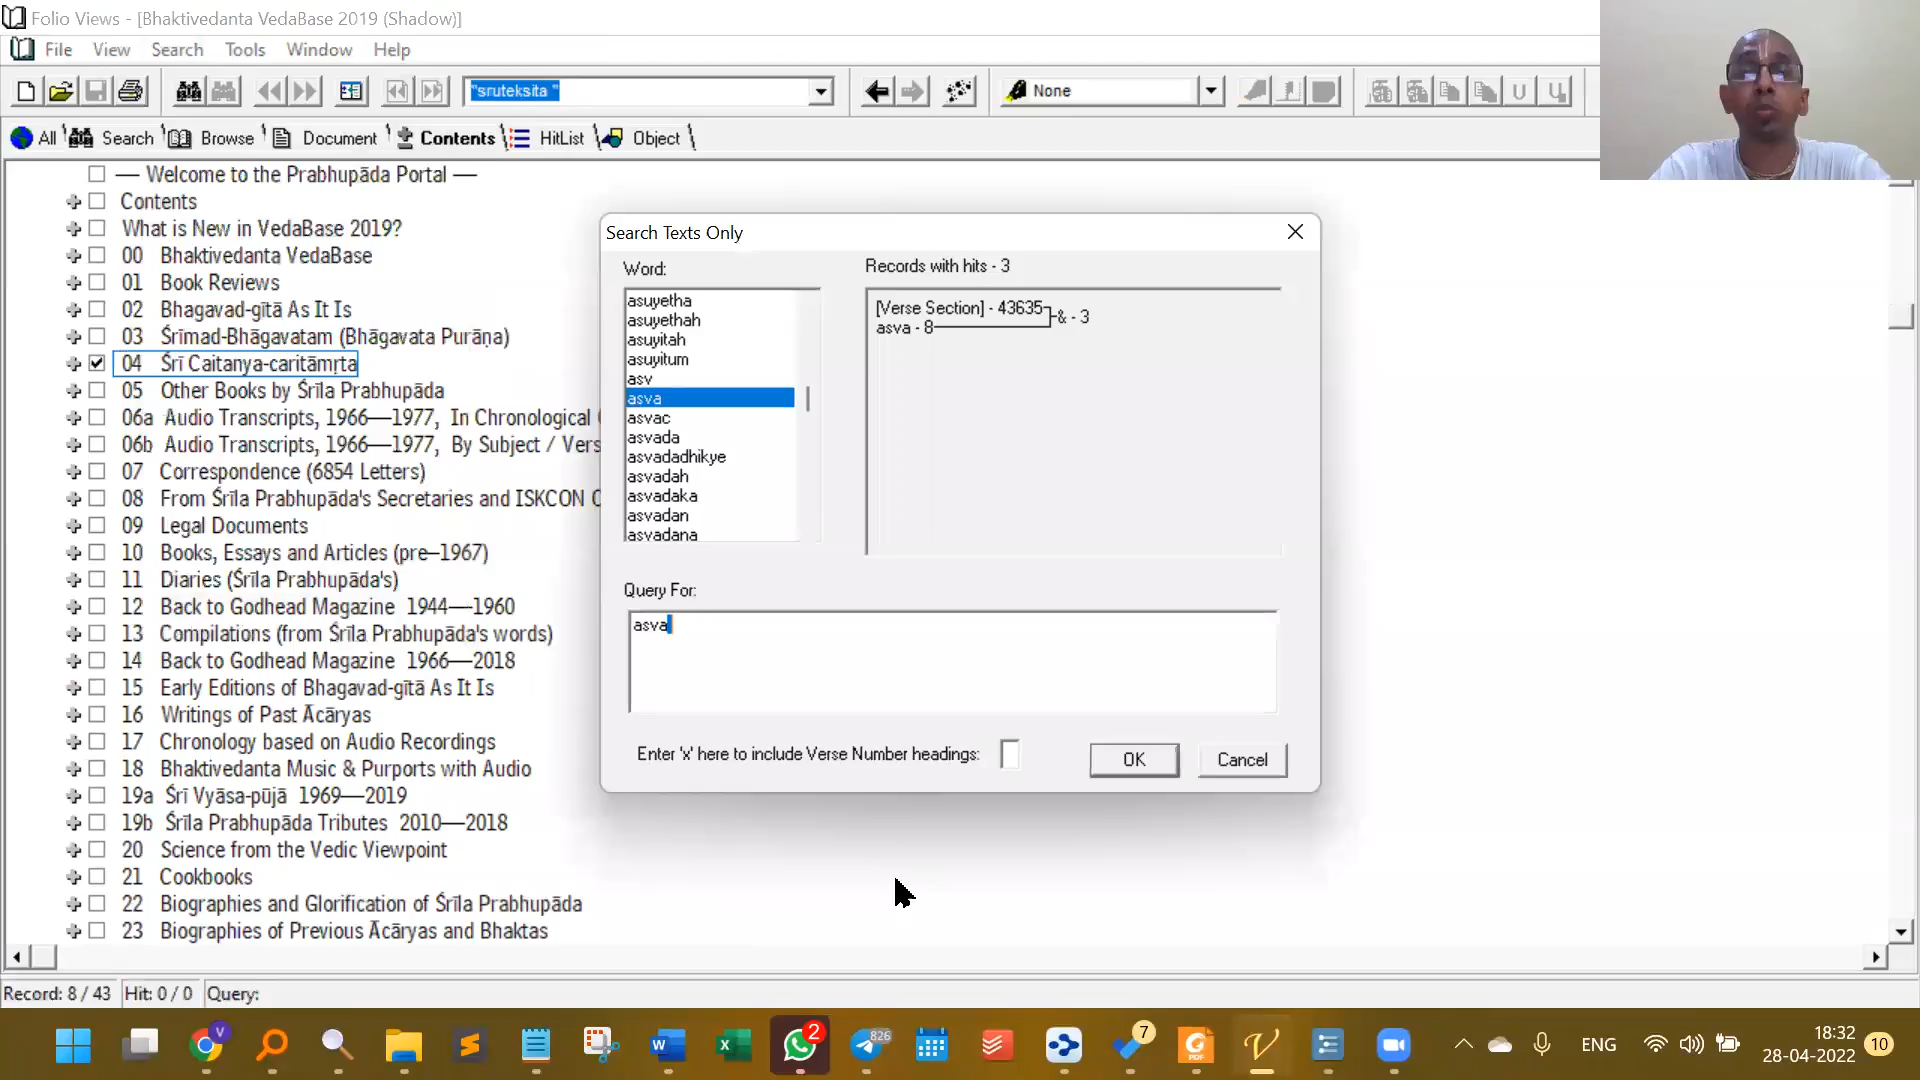 Folio Views - [Bhaktivedanta VedaBase 2019 (Shadow)]
File View Search Tools Window Help
"sruteksita " None
All Search Browse Document Contents HitList Object
— Welcome to the Prabhupāda Portal —
Contents
What is New in VedaBase 2019?
00 Bhaktivedanta VedaBase
01 Book Reviews
02 Bhagavad-gītā As It Is
03 Śrīmad-Bhāgavatam (Bhāgavata Purāṇa)
04 Śrī Caitanya-caritāmṛta
05 Other Books by Śrīla Prabhupāda
06a Audio Transcripts, 1966—1977, In Chronological
06b Audio Transcripts, 1966—1977, By Subject / Vers
07 Correspondence (6854 Letters)
08 From Śrīla Prabhupāda's Secretaries and ISKCON
09 Legal Documents
10 Books, Essays and Articles (pre–1967)
11 Diaries (Śrīla Prabhupāda's)
12 Back to Godhead Magazine 1944—1960
13 Compilations (from Śrīla Prabhupāda's words)
14 Back to Godhead Magazine 1966—2018
15 Early Editions of Bhagavad-gītā As It Is
16 Writings of Past Ācāryas
17 Chronology based on Audio Recordings
18 Bhaktivedanta Music & Purports with Audio
19a Śrī Vyāsa-pūjā 1969—2019
19b Śrīla Prabhupāda Tributes 2010—2018
20 Science from the Vedic Viewpoint
21 Cookbooks
22 Biographies and Glorification of Śrīla Prabhupāda
23 Biographies of Previous Ācāryas and Bhaktas
Search Texts Only
Word:
asuyetha
asuyethah
asuyitah
asuyitum
asv
asva
asvac
asvada
asvadadhikye
asvadah
asvadaka
asvadan
asvadana
Records with hits - 3
[Verse Section] - 43635
asva - 8
& - 3
Query For:
asva
Enter 'x' here to include Verse Number headings:
OK Cancel
Record: 8 / 43 Hit: 0 / 0 Query:
V 2 826 7 PDF
ENG
18:32
28-04-2022
10